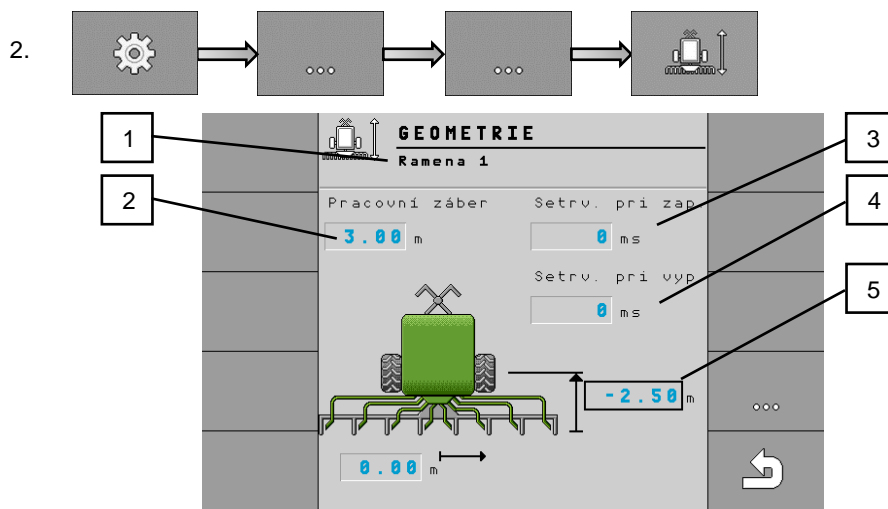 2.
1
GEOMETRIE
Ramena 1
3
2
Pracovní záber
Setrv. pri zap
4
3.00 m
0 ms
Setrv. pri vyp
5
0 ms
-2.50 m
0.00 m